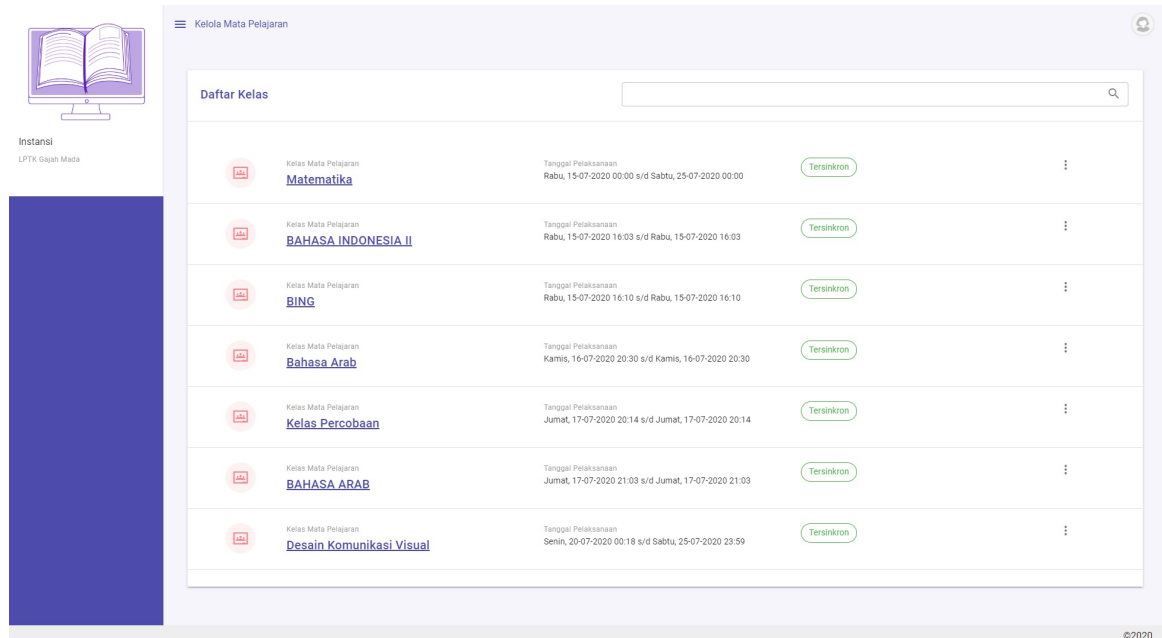 Kelola Mata Pelajaran
Instansi
LPTK Gajah Mada
Daftar Kelas
Kelas Mata Pelajaran
Matematika
Tanggal Pelaksanaan
Rabu, 15-07-2020 00:00 s/d Sabtu, 25-07-2020 00:00
Tersinkron
Kelas Mata Pelajaran
BAHASA INDONESIA II
Tanggal Pelaksanaan
Rabu, 15-07-2020 16:03 s/d Rabu, 15-07-2020 16:03
Tersinkron
Kelas Mata Pelajaran
BING
Tanggal Pelaksanaan
Rabu, 15-07-2020 16:10 s/d Rabu, 15-07-2020 16:10
Tersinkron
Kelas Mata Pelajaran
Bahasa Arab
Tanggal Pelaksanaan
Kamis, 16-07-2020 20:30 s/d Kamis, 16-07-2020 20:30
Tersinkron
Kelas Mata Pelajaran
Kelas Percobaan
Tanggal Pelaksanaan
Jumat, 17-07-2020 20:14 s/d Jumat, 17-07-2020 20:14
Tersinkron
Kelas Mata Pelajaran
BAHASA ARAB
Tanggal Pelaksanaan
Jumat, 17-07-2020 21:03 s/d Jumat, 17-07-2020 21:03
Tersinkron
Kelas Mata Pelajaran
Desain Komunikasi Visual
Tanggal Pelaksanaan
Senin, 20-07-2020 00:18 s/d Sabtu, 25-07-2020 23:59
Tersinkron
©2020